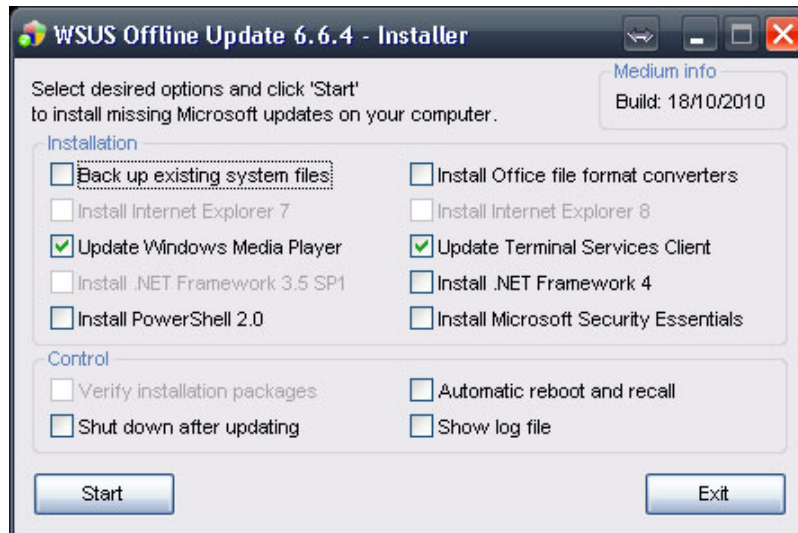 WSUS Offline Update 6.6.4 - Installer
Select desired options and click 'Start'
to install missing Microsoft updates on your computer.
Medium info
Build: 18/10/2010
Installation
Back up existing system files
Install Office file format converters
Install Internet Explorer 7
Install Internet Explorer 8
Update Windows Media Player
Update Terminal Services Client
Install .NET Framework 3.5 SP1
Install .NET Framework 4
Install PowerShell 2.0
Install Microsoft Security Essentials
Control
Verify installation packages
Automatic reboot and recall
Shut down after updating
Show log file
Start
Exit